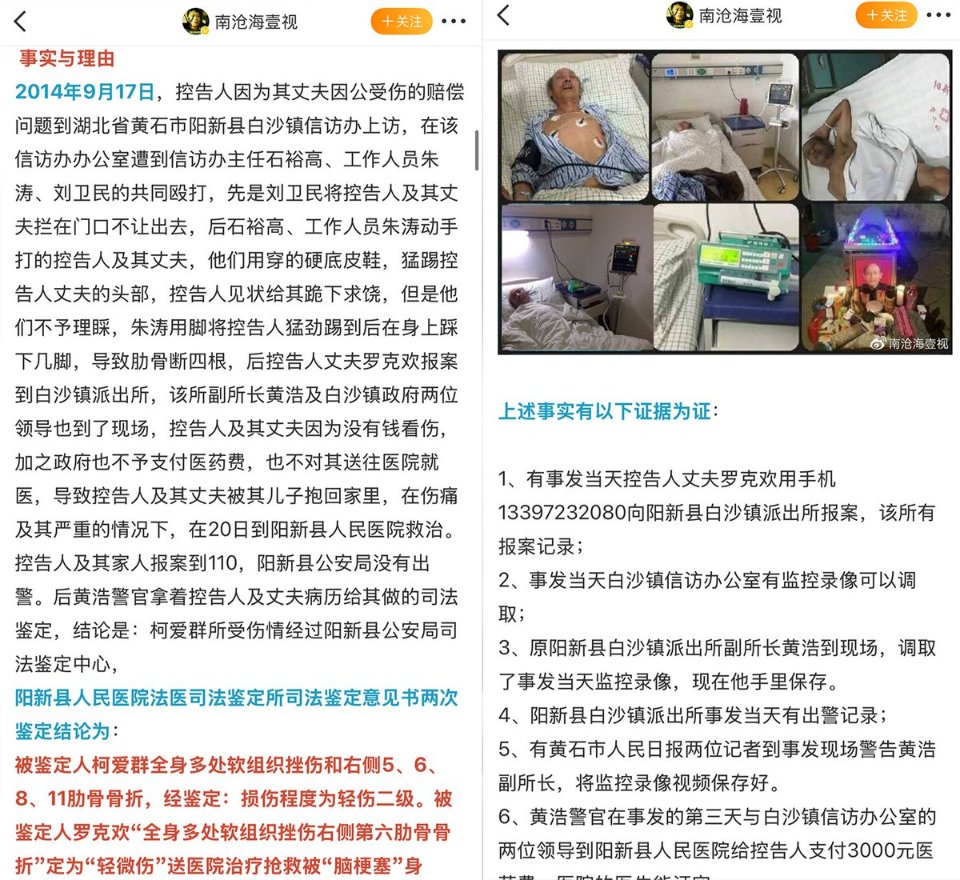 南沧海壹视
+关注
事实与理由
2014年9月17日，控告人因为其丈夫因公受伤的赔偿
问题到湖北省黄石市阳新县白沙镇信访办上访，在该
信访办办公室遭到信访办主任石裕高、工作人员朱
涛、刘卫民的共同殴打，先是刘卫民将控告人及其丈
夫拦在门口不让出去，后石裕高、工作人员朱涛动手
打的控告人及其丈夫，他们用穿的硬底皮鞋，猛踢控
告人丈夫的头部，控告人见状给其跪下求饶，但是他
们不予理睬，朱涛用脚将控告人猛劲踢到后在身上踩
下几脚，导致肋骨断四根，后控告人丈夫罗克欢报案
到白沙镇派出所，该所副所长黄浩及白沙镇政府两位
领导也到了现场，控告人及其丈夫因为没有钱看伤，
加之政府也不予支付医药费，也不对其送往医院就
医，导致控告人及其丈夫被其儿子抱回家里，在伤痛
及其严重的情况下，在20日到阳新县人民医院救治。
控告人及其家人报案到110，阳新县公安局没有出
警。后黄浩警官拿着控告人及丈夫病历给其做的司法
鉴定，结论是：柯爱群所受伤情经过阳新县公安局司
法鉴定中心，
阳新县人民医院法医司法鉴定所司法鉴定意见书两次
鉴定结论为：
被鉴定人柯爱群全身多处软组织挫伤和右侧5、6、
8、11肋骨骨折，经鉴定：损伤程度为轻伤二级。被
鉴定人罗克欢“全身多处软组织挫伤右侧第六肋骨骨
折”定为“轻微伤”送医院治疗抢救被“脑梗塞”身
南沧海壹视
+关注
南沧海壹视
上述事实有以下证据为证：
1、有事发当天控告人丈夫罗克欢用手机
13397232080向阳新县白沙镇派出所报案，该所有
报案记录；
2、事发当天白沙镇信访办公室有监控录像可以调
取；
3、原阳新县白沙镇派出所副所长黄浩到现场，调取
了事发当天监控录像，现在他手里保存。
4、阳新县白沙镇派出所事发当天有出警记录；
5、有黄石市人民日报两位记者到事发现场警告黄浩
副所长，将监控录像视频保存好。
6、黄浩警官在事发的第三天与白沙镇信访办公室的
两位领导到阳新县人民医院给控告人支付3000元医